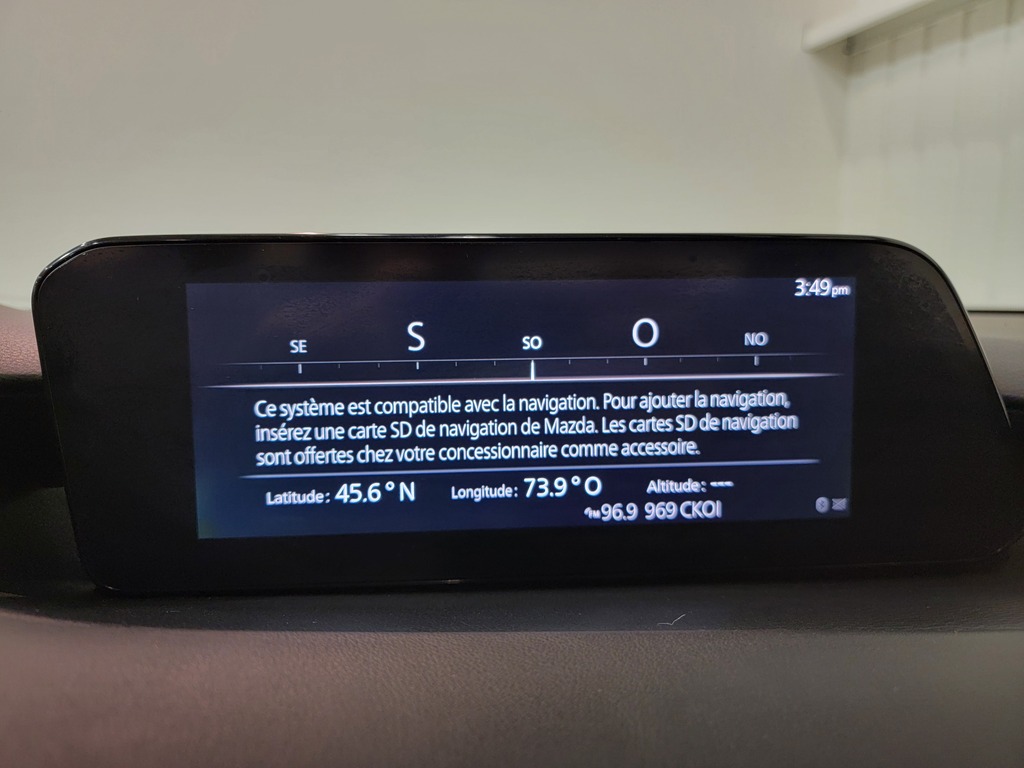 3:49pm
SE S SO O NO
Ce système est compatible avec la navigation. Pour ajouter la navigation,
insérez une carte SD de navigation de Mazda. Les cartes SD de navigation
sont offertes chez votre concessionnaire comme accessoire.
Latitude: 45.6°N Longitude: 73.9°O Altitude: ---
FM 96.9 969 CKOI